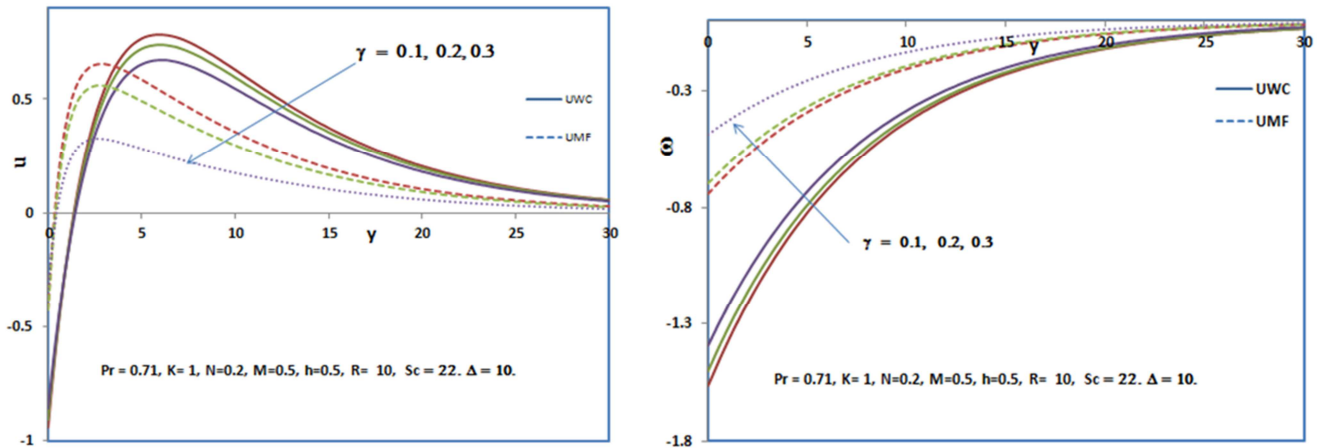 γ = 0.1, 0.2, 0.3
0.5
0
-0.5
-1
u
0 5 10 15 20 25 30
y
UWC
UMF
Pr = 0.71, K= 1, N=0.2, M=0.5, h=0.5, R= 10, Sc = 22. Δ = 10.
0 5 10 15 20 25 30
y
-0.3
-0.8
-1.3
-1.8
ω
UWC
UMF
γ = 0.1, 0.2, 0.3
Pr = 0.71, K= 1, N=0.2, M=0.5, h=0.5, R= 10, Sc = 22. Δ = 10.